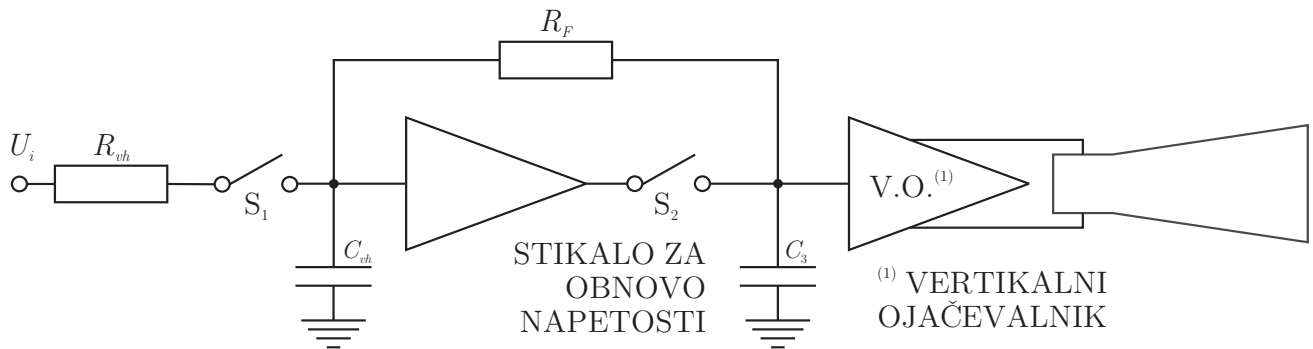 R_F
U_i
R_vh
S_1
S_2
V.O.^(1)
C_vh
C_3
STIKALO ZA
OBNOVO
NAPETOSTI
^(1) VERTIKALNI
OJAČEVALNIK